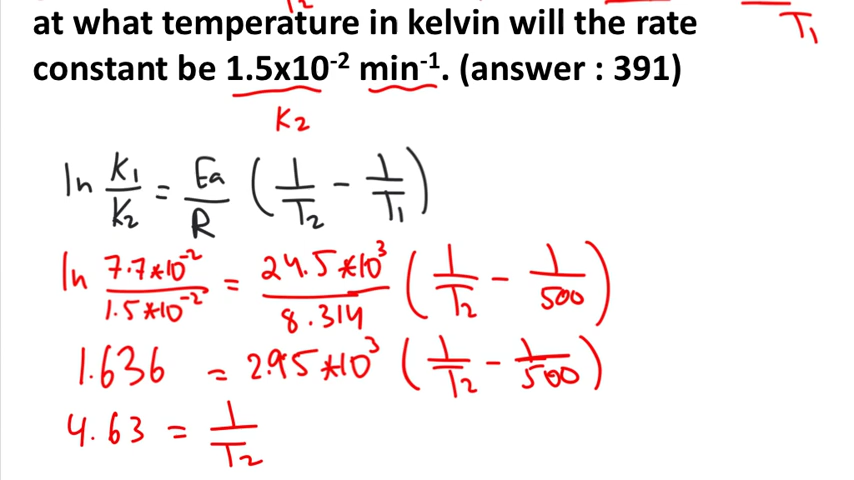 at what temperature in kelvin will the rate
T₁
constant be 1.5x10⁻² min⁻¹. (answer : 391)
K₂
ln K₁/K₂ = Ea/R (1/T₂ - 1/T₁)
ln 7.7*10⁻²/1.5*10⁻² = 24.5*10³/8.314 (1/T₂ - 1/500)
1.636 = 2.95*10³ (1/T₂ - 1/500)
4.63 = 1/T₂